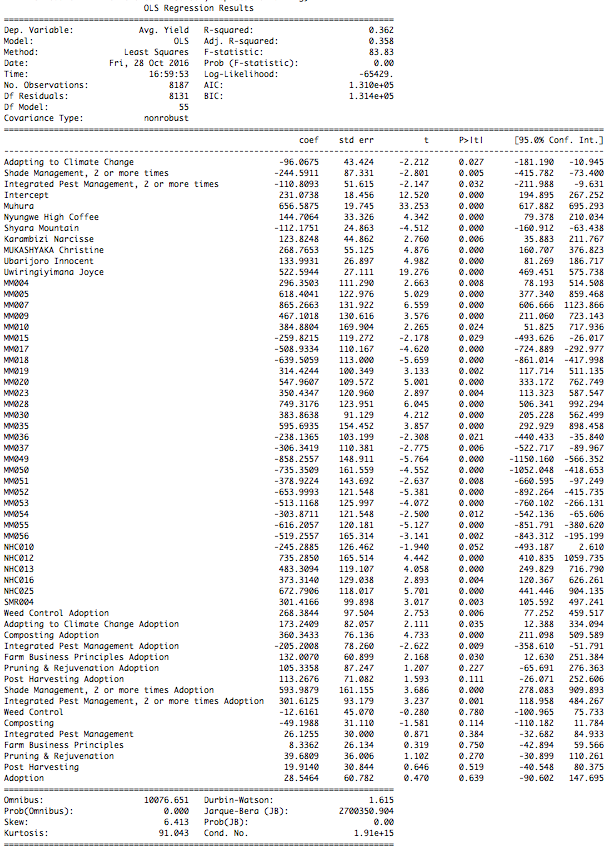 OLS Regression Results
==============================================================================
Dep. Variable: Avg. Yield R-squared: 0.362
Model: OLS Adj. R-squared: 0.358
Method: Least Squares F-statistic: 83.83
Date: Fri, 28 Oct 2016 Prob (F-statistic): 0.00
Time: 16:59:53 Log-Likelihood: -65429.
No. Observations: 8187 AIC: 1.310e+05
Df Residuals: 8131 BIC: 1.314e+05
Df Model: 55
Covariance Type: nonrobust
==============================================================================
coef std err t P>|t| [95.0% Conf. Int.]
------------------------------------------------------------------------------
Adapting to Climate Change -96.0675 43.424 -2.212 0.027 -181.190 -10.945
Shade Management, 2 or more times -244.5911 87.331 -2.801 0.005 -415.782 -73.400
Integrated Pest Management, 2 or more times -110.8093 51.615 -2.147 0.032 -211.988 -9.631
Intercept 231.0738 18.456 12.520 0.000 194.895 267.252
Muhura 656.5875 19.745 33.253 0.000 617.882 695.293
Nyungwe High Coffee 144.7064 33.326 4.342 0.000 79.378 210.034
Shyara Mountain -112.1751 24.863 -4.512 0.000 -160.912 -63.438
Karambizi Narcisse 123.8248 44.862 2.760 0.006 35.883 211.767
MUKASHYAKA Christine 268.7653 55.125 4.876 0.000 160.707 376.823
Ubarijoro Innocent 133.9931 26.897 4.982 0.000 81.269 186.717
Uwiringiyimana Joyce 522.5944 27.111 19.276 0.000 469.451 575.738
MM004 296.3503 111.290 2.663 0.008 78.193 514.508
MM005 618.4041 122.976 5.029 0.000 377.340 859.468
MM007 865.2663 131.922 6.559 0.000 606.666 1123.866
MM009 467.1018 130.616 3.576 0.000 211.060 723.143
MM010 384.8804 169.904 2.265 0.024 51.825 717.936
MM015 -259.8215 119.272 -2.178 0.029 -493.626 -26.017
MM017 -508.9334 110.167 -4.620 0.000 -724.889 -292.977
MM018 -639.5059 113.000 -5.659 0.000 -861.014 -417.998
MM019 314.4244 100.349 3.133 0.002 117.714 511.135
MM020 547.9607 109.572 5.001 0.000 333.172 762.749
MM023 350.4347 120.960 2.897 0.004 113.323 587.547
MM028 749.3176 123.951 6.045 0.000 506.341 992.294
MM030 383.8638 91.129 4.212 0.000 205.228 562.499
MM035 595.6935 154.452 3.857 0.000 292.929 898.458
MM036 -238.1365 103.199 -2.308 0.021 -440.433 -35.840
MM037 -306.3419 110.381 -2.775 0.006 -522.717 -89.967
MM049 -858.2557 148.911 -5.764 0.000 -1150.160 -566.352
MM050 -735.3509 161.559 -4.552 0.000 -1052.048 -418.653
MM051 -378.9224 143.692 -2.637 0.008 -660.595 -97.249
MM052 -653.9993 121.548 -5.381 0.000 -892.264 -415.735
MM053 -513.1168 125.997 -4.072 0.000 -760.102 -266.131
MM054 -303.8711 121.548 -2.500 0.012 -542.136 -65.606
MM055 -616.2057 120.181 -5.127 0.000 -851.791 -380.620
MM056 -519.2557 165.314 -3.141 0.002 -843.312 -195.199
NHC010 -245.2885 126.462 -1.940 0.052 -493.187 2.610
NHC012 735.2850 165.514 4.442 0.000 410.835 1059.735
NHC013 483.3094 119.107 4.058 0.000 249.829 716.790
NHC016 373.3140 129.038 2.893 0.004 120.367 626.261
NHC025 672.7906 118.017 5.701 0.000 441.446 904.135
SMR004 301.4166 99.898 3.017 0.003 105.592 497.241
Weed Control Adoption 268.3844 97.504 2.753 0.006 77.252 459.517
Adapting to Climate Change Adoption 173.2409 82.057 2.111 0.035 12.388 334.094
Composting Adoption 360.3433 76.136 4.733 0.000 211.098 509.589
Integrated Pest Management Adoption -205.2008 78.260 -2.622 0.009 -358.610 -51.791
Farm Business Principles Adoption 132.0070 60.899 2.168 0.030 12.630 251.384
Pruning & Rejuvenation Adoption 105.3358 87.247 1.207 0.227 -65.691 276.363
Post Harvesting Adoption 113.2676 71.082 1.593 0.111 -26.071 252.606
Shade Management, 2 or more times Adoption 593.9879 161.155 3.686 0.000 278.083 909.893
Integrated Pest Management, 2 or more times Adoption 301.6125 93.179 3.237 0.001 118.958 484.267
Weed Control -12.6161 45.070 -0.280 0.780 -100.965 75.733
Composting -49.1988 31.110 -1.581 0.114 -110.182 11.784
Integrated Pest Management 26.1255 30.000 0.871 0.384 -32.682 84.933
Farm Business Principles 8.3362 26.134 0.319 0.750 -42.894 59.566
Pruning & Rejuvenation 39.6809 36.006 1.102 0.270 -30.899 110.261
Post Harvesting 19.9140 30.844 0.646 0.519 -40.548 80.375
Adoption 28.5464 60.782 0.470 0.639 -90.602 147.695
==============================================================================
Omnibus: 10076.651 Durbin-Watson: 1.615
Prob(Omnibus): 0.000 Jarque-Bera (JB): 2700350.904
Skew: 6.413 Prob(JB): 0.00
Kurtosis: 91.043 Cond. No. 1.91e+15
==============================================================================